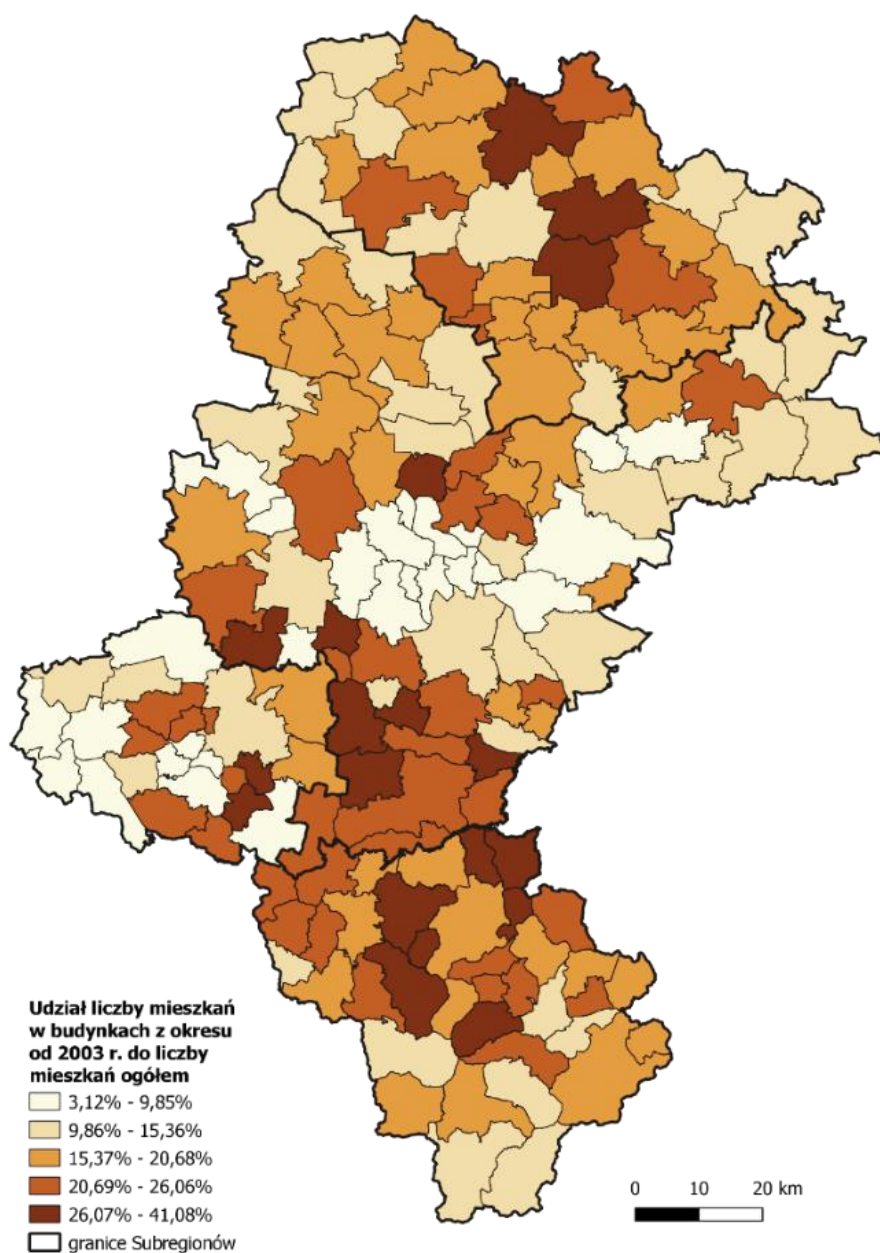 Udział liczby mieszkań
w budynkach z okresu
od 2003 r. do liczby
mieszkań ogółem
3,12% - 9,85%
9,86% - 15,36%
15,37% - 20,68%
20,69% - 26,06%
26,07% - 41,08%
granice Subregionów
0 10 20 km